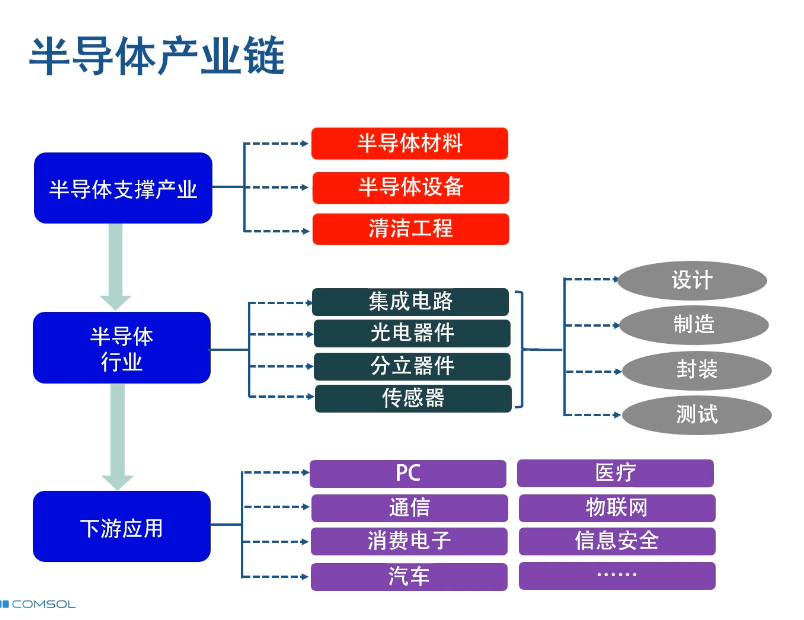 半导体产业链
半导体支撑产业
半导体材料
半导体设备
清洁工程
半导体
行业
集成电路
光电器件
分立器件
传感器
设计
制造
封装
测试
下游应用
PC
医疗
通信
物联网
消费电子
信息安全
汽车
……
COMSOL